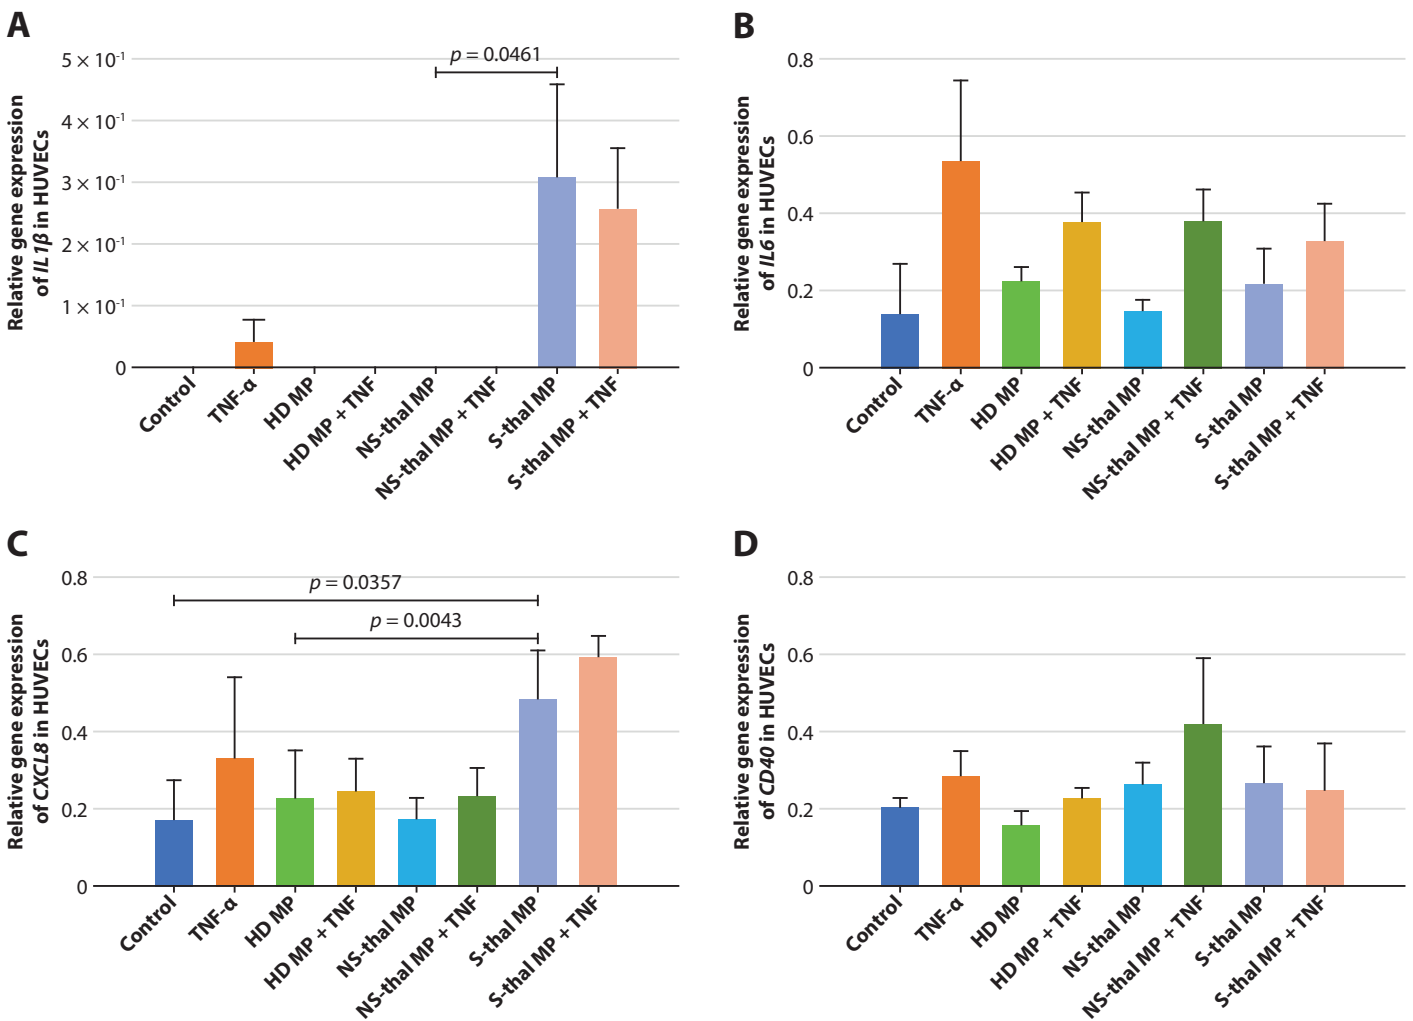 A
Relative gene expression
of IL1β in HUVECs
5 × 10⁻¹
4 × 10⁻¹
3 × 10⁻¹
2 × 10⁻¹
1 × 10⁻¹
0
p = 0.0461
Control
TNF-α
HD MP
HD MP + TNF
NS-thal MP
NS-thal MP + TNF
S-thal MP
S-thal MP + TNF
B
Relative gene expression
of IL6 in HUVECs
0.8
0.6
0.4
0.2
0
Control
TNF-α
HD MP
HD MP + TNF
NS-thal MP
NS-thal MP + TNF
S-thal MP
S-thal MP + TNF
C
Relative gene expression
of CXCL8 in HUVECs
0.8
0.6
0.4
0.2
0
p = 0.0357
p = 0.0043
Control
TNF-α
HD MP
HD MP + TNF
NS-thal MP
NS-thal MP + TNF
S-thal MP
S-thal MP + TNF
D
Relative gene expression
of CD40 in HUVECs
0.8
0.6
0.4
0.2
0
Control
TNF-α
HD MP
HD MP + TNF
NS-thal MP
NS-thal MP + TNF
S-thal MP
S-thal MP + TNF